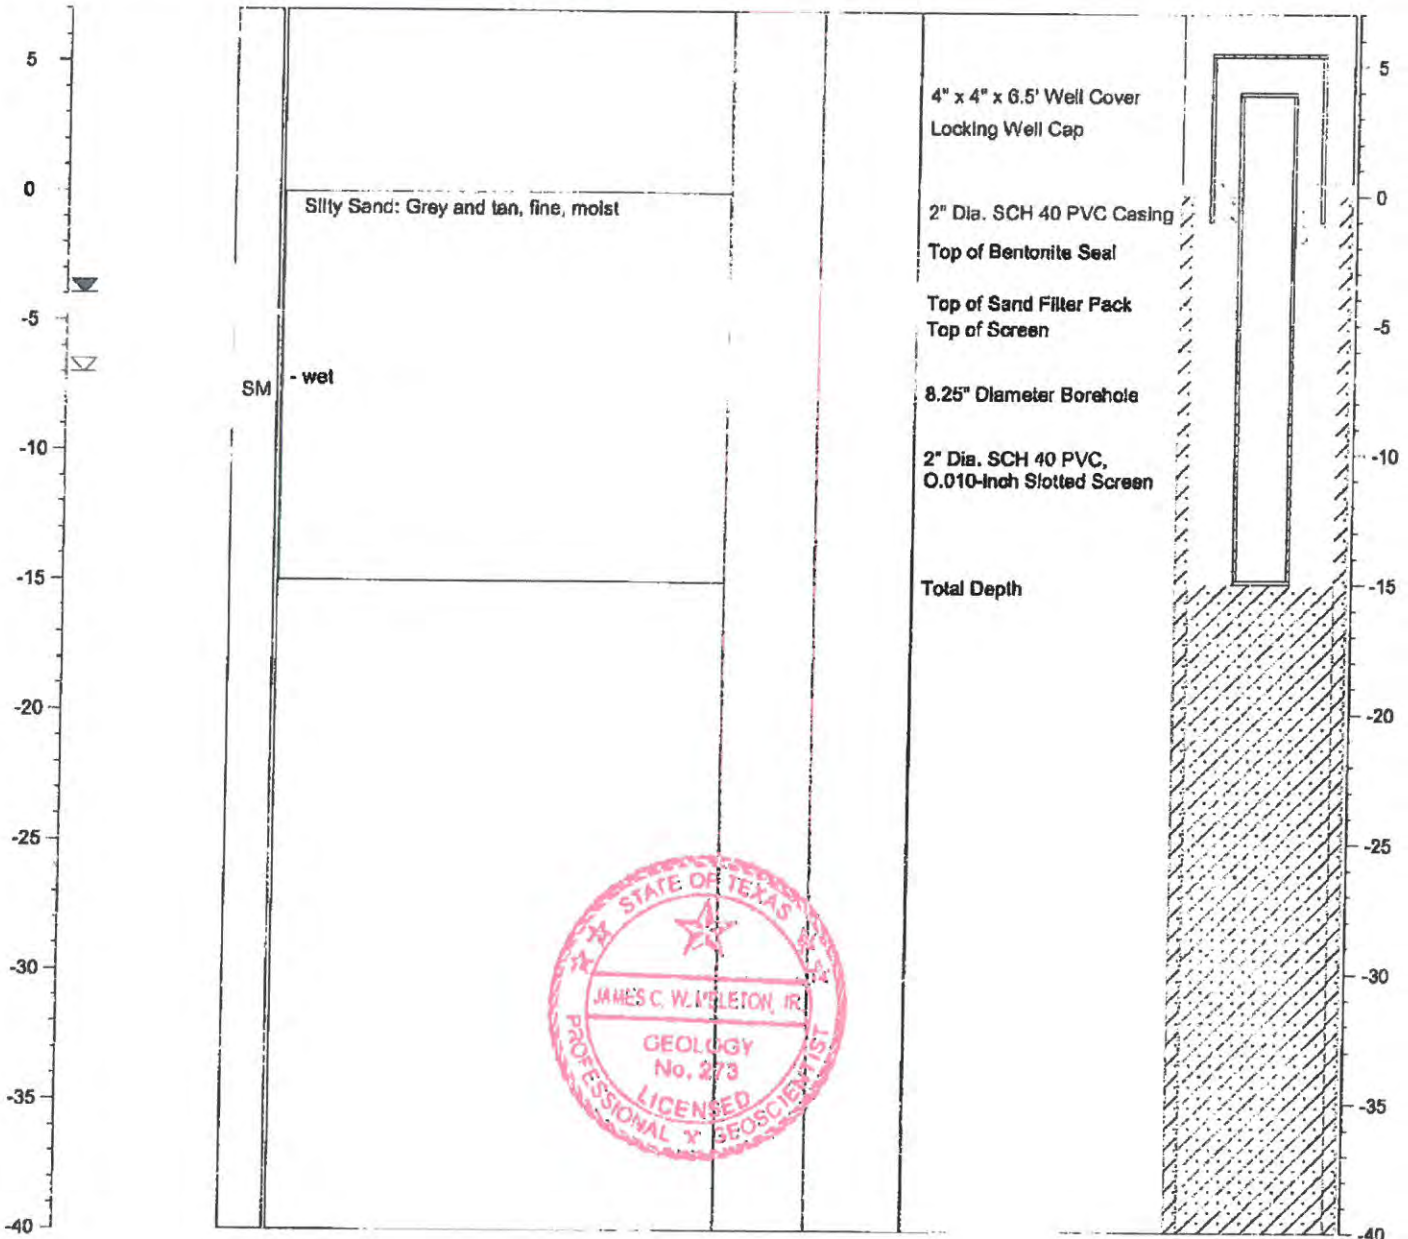 5
0
-5
-10
-15
-20
-25
-30
-35
-40
SM
Silty Sand: Grey and tan, fine, moist
- wet
4" x 4" x 6.5' Well Cover
Locking Well Cap
2" Dia. SCH 40 PVC Casing
Top of Bentonite Seal
Top of Sand Filter Pack
Top of Screen
8.25" Diameter Borehole
2" Dia. SCH 40 PVC,
0.010-Inch Slotted Screen
Total Depth
5
0
-5
-10
-15
-20
-25
-30
-35
-40
STATE OF TEXAS
JAMES C. JR.
GEOLOGY
No. 273
LICENSED
PROFESSIONAL GEOSCIENTIST